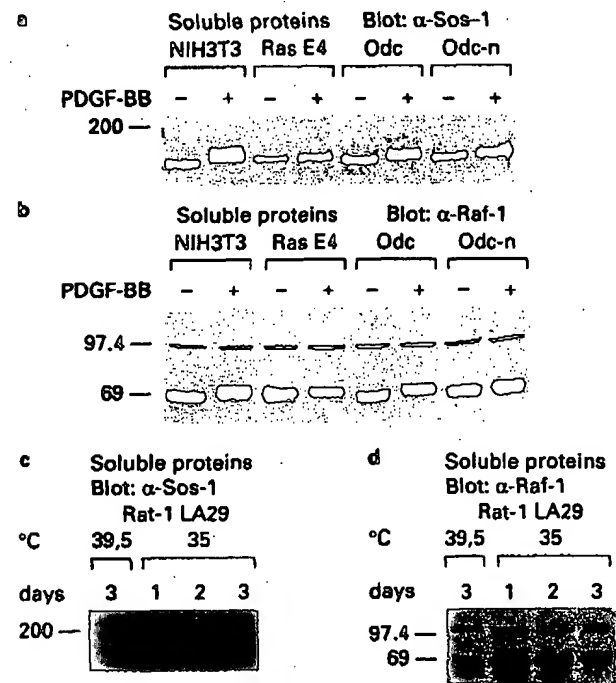 a Soluble proteins Blot: α-Sos-1
NIH3T3 Ras E4 Odc Odc-n
PDGF-BB – + – + – + – +
200 —
b Soluble proteins Blot: α-Raf-1
NIH3T3 Ras E4 Odc Odc-n
PDGF-BB – + – + – + – +
97.4 —
69 —
c Soluble proteins
Blot: α-Sos-1
Rat-1 LA29
°C 39,5 35
days 3 1 2 3
200 —
d Soluble proteins
Blot: α-Raf-1
Rat-1 LA29
°C 39,5 35
days 3 1 2 3
97.4 —
69 —